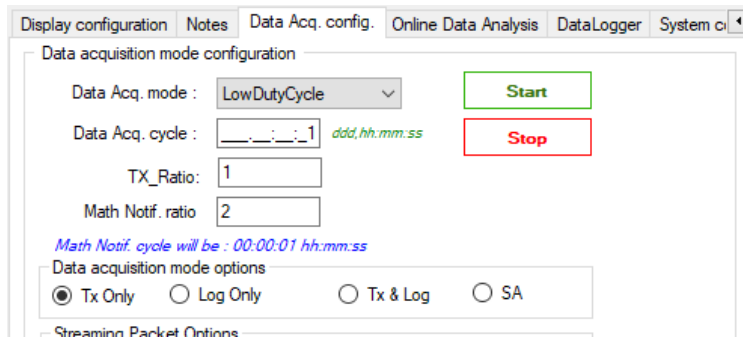 Display configuration Notes Data Acq. config. Online Data Analysis DataLogger System c
Data acquisition mode configuration
Data Acq. mode : LowDutyCycle Start
Data Acq. cycle : ___.__:__:_1 ddd,hh:mm:ss Stop
TX_Ratio: 1
Math Notif. ratio 2
Math Notif. cycle will be : 00:00:01 hh:mm:ss
Data acquisition mode options
Tx Only Log Only Tx & Log SA
Streaming Packet Options